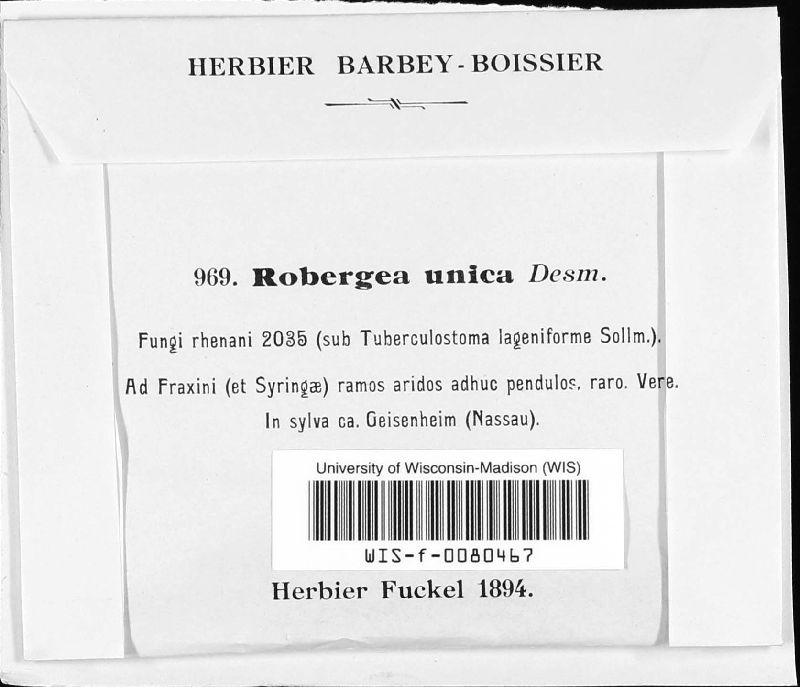 HERBIER BARBEY-BOISSIER
969. Robergea unica Desm.
Fungi rhenani 2035 (sub Tuberculostoma lageniforme Sollm.).
Ad Fraxini (et Syringæ) ramos aridos adhuc pendulos, raro. Vere.
In sylva ca. Geisenheim (Nassau).
University of Wisconsin-Madison (WIS)
WIS-f-0080467
Herbier Fuckel 1894.